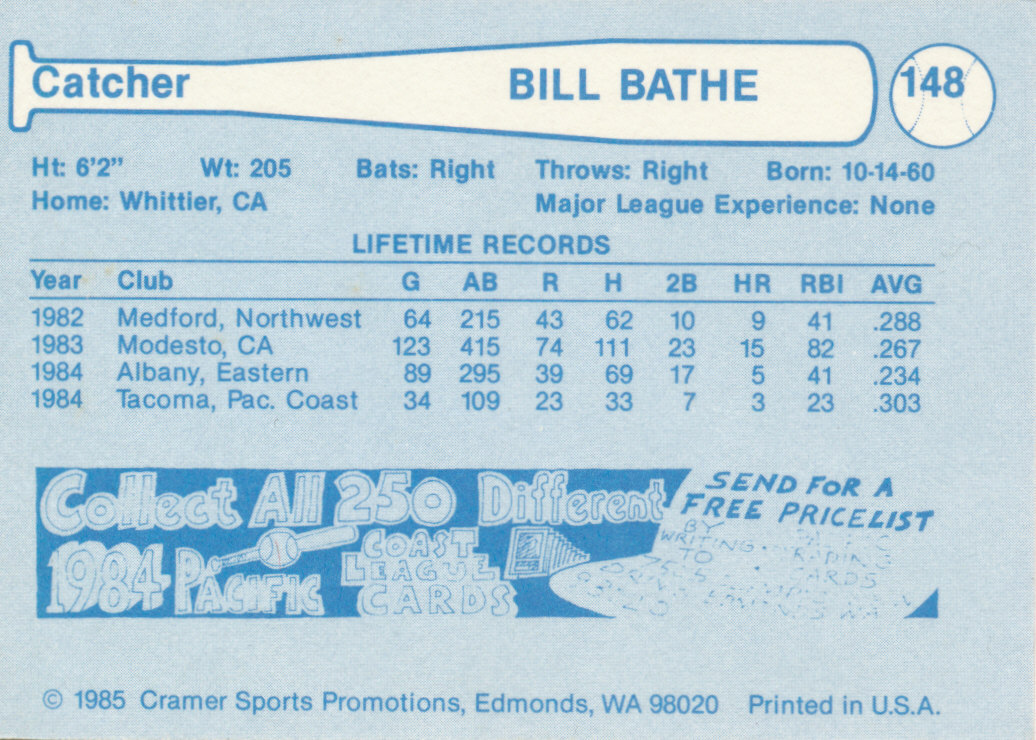 Catcher BILL BATHE 148
Ht: 6'2" Wt: 205 Bats: Right Throws: Right Born: 10-14-60
Home: Whittier, CA Major League Experience: None
LIFETIME RECORDS
Year Club G AB R H 2B HR RBI AVG
1982 Medford, Northwest 64 215 43 62 10 9 41 .288
1983 Modesto, CA 123 415 74 111 23 15 82 .267
1984 Albany, Eastern 89 295 39 69 17 5 41 .234
1984 Tacoma, Pac. Coast 34 109 23 33 7 3 23 .303
Collect All 250 Different
1984 PACIFIC COAST LEAGUE CARDS
SEND FOR A
FREE PRICELIST
BY
WRITING
TO CARDS
WA
© 1985 Cramer Sports Promotions, Edmonds, WA 98020 Printed in U.S.A.